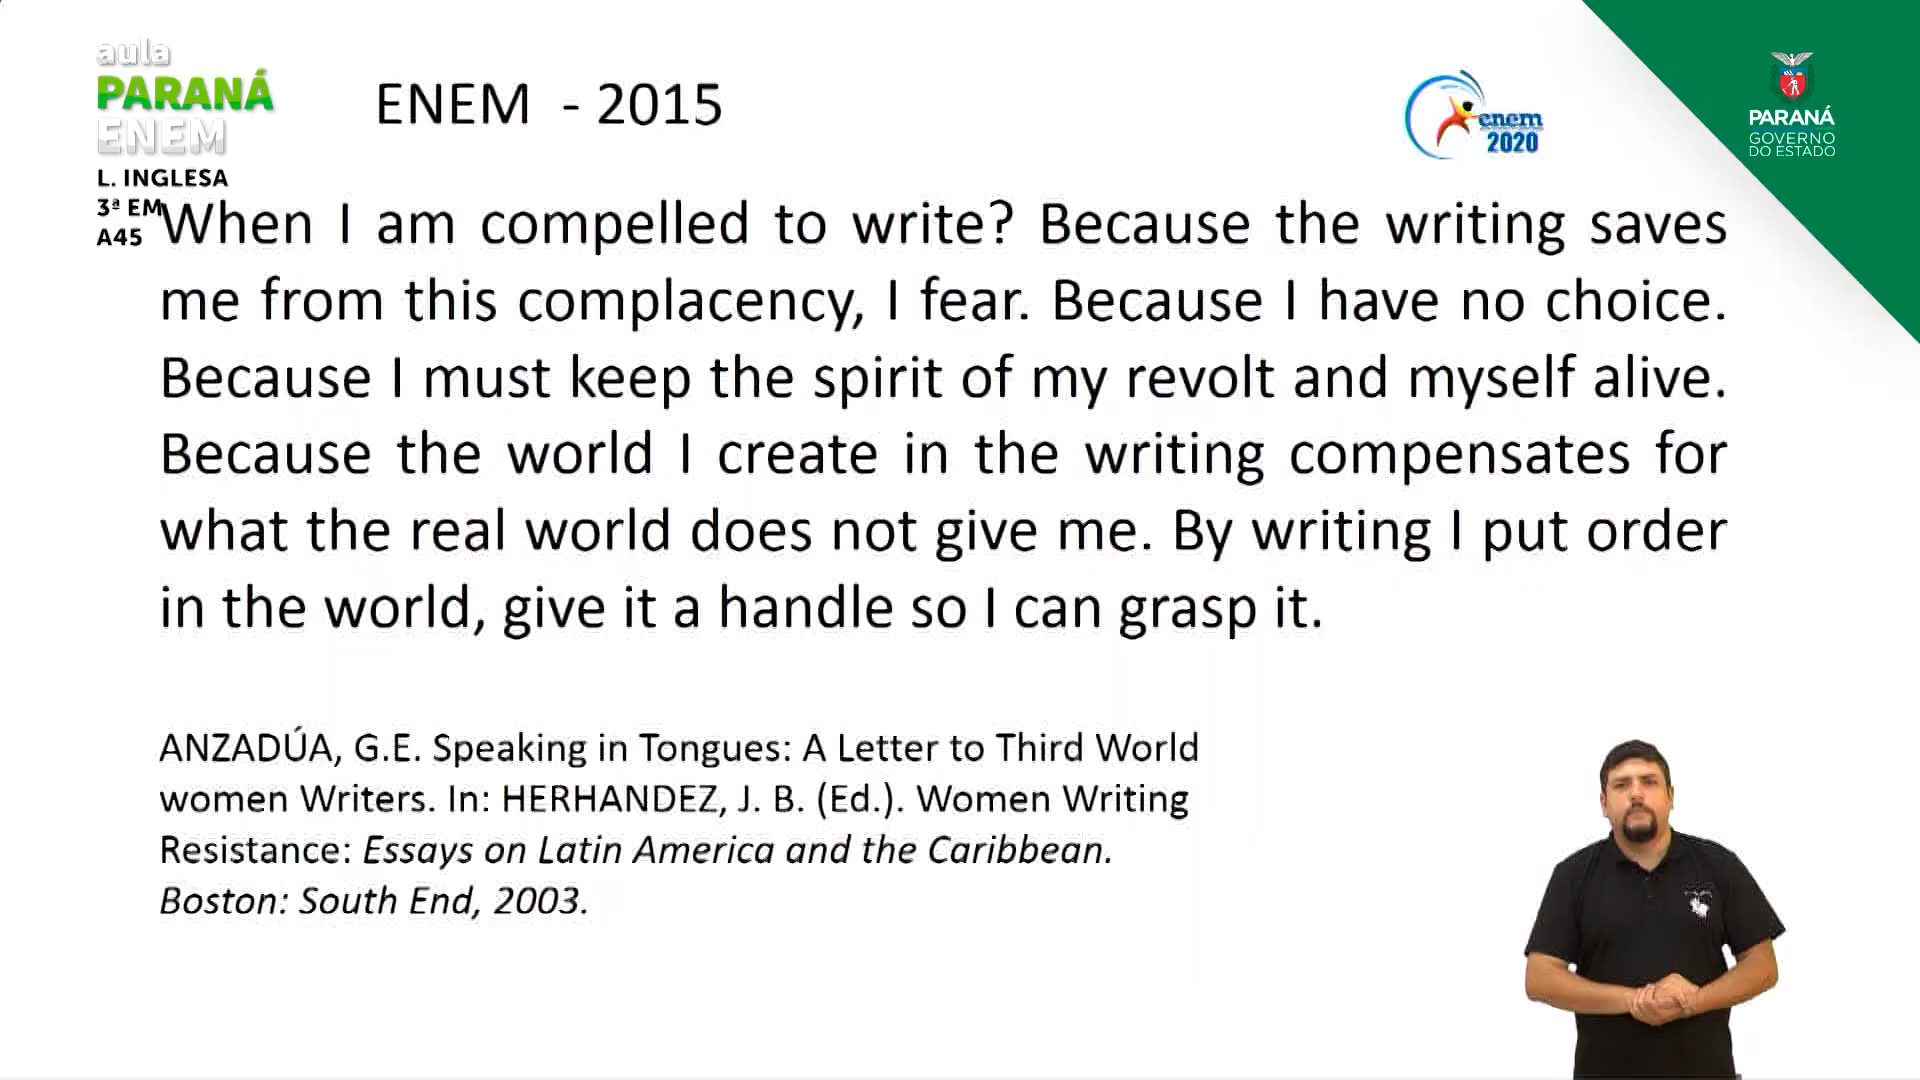 aula
PARANÁ
ENEM
L. INGLESA
3ª EM
A45
ENEM - 2015
enem
2020
PARANÁ
GOVERNO
DO ESTADO
When I am compelled to write? Because the writing saves
me from this complacency, I fear. Because I have no choice.
Because I must keep the spirit of my revolt and myself alive.
Because the world I create in the writing compensates for
what the real world does not give me. By writing I put order
in the world, give it a handle so I can grasp it.
ANZADÚA, G.E. Speaking in Tongues: A Letter to Third World
women Writers. In: HERHANDEZ, J. B. (Ed.). Women Writing
Resistance: Essays on Latin America and the Caribbean.
Boston: South End, 2003.